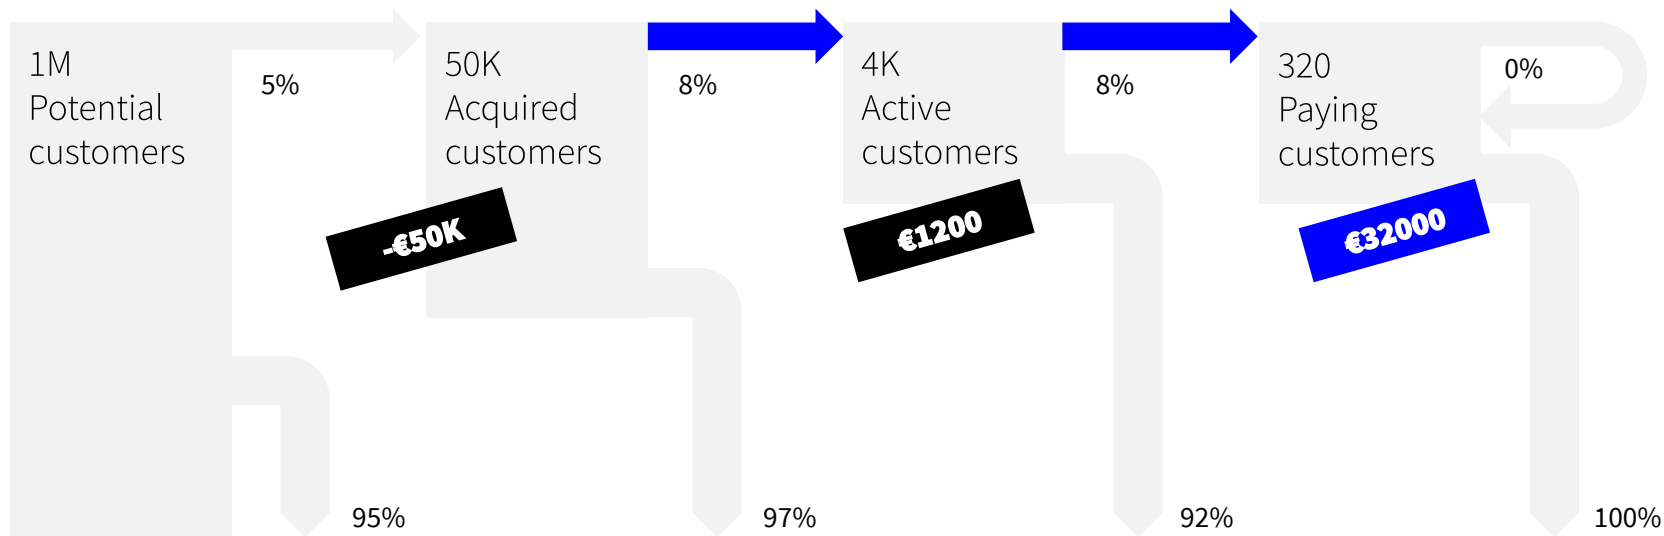 1M
Potential
customers
5%
50K
Acquired
customers
8%
4K
Active
customers
8%
320
Paying
customers
0%
-€50K
€1200
€32000
95%
97%
92%
100%